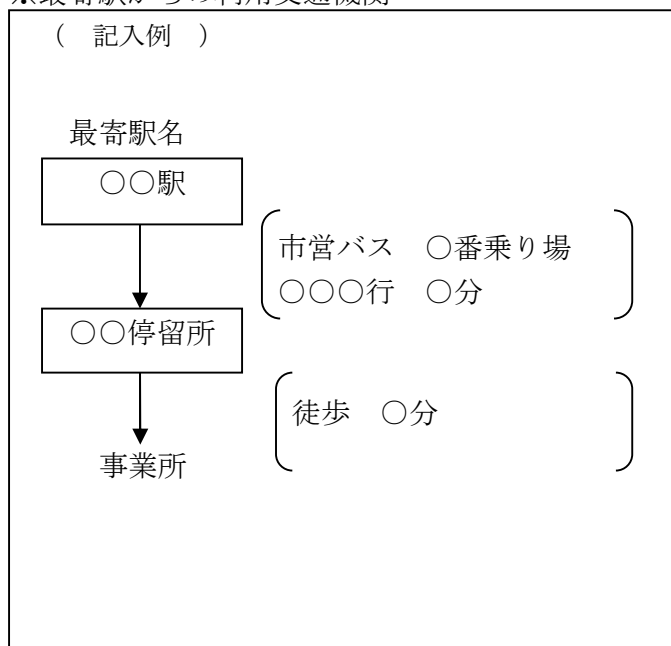 ※最寄駅からの利用交通機関
( 記入例 )
最寄駅名
○○駅
市営バス ○番乗り場
○○○行 ○分
○○停留所
徒歩 ○分
事業所